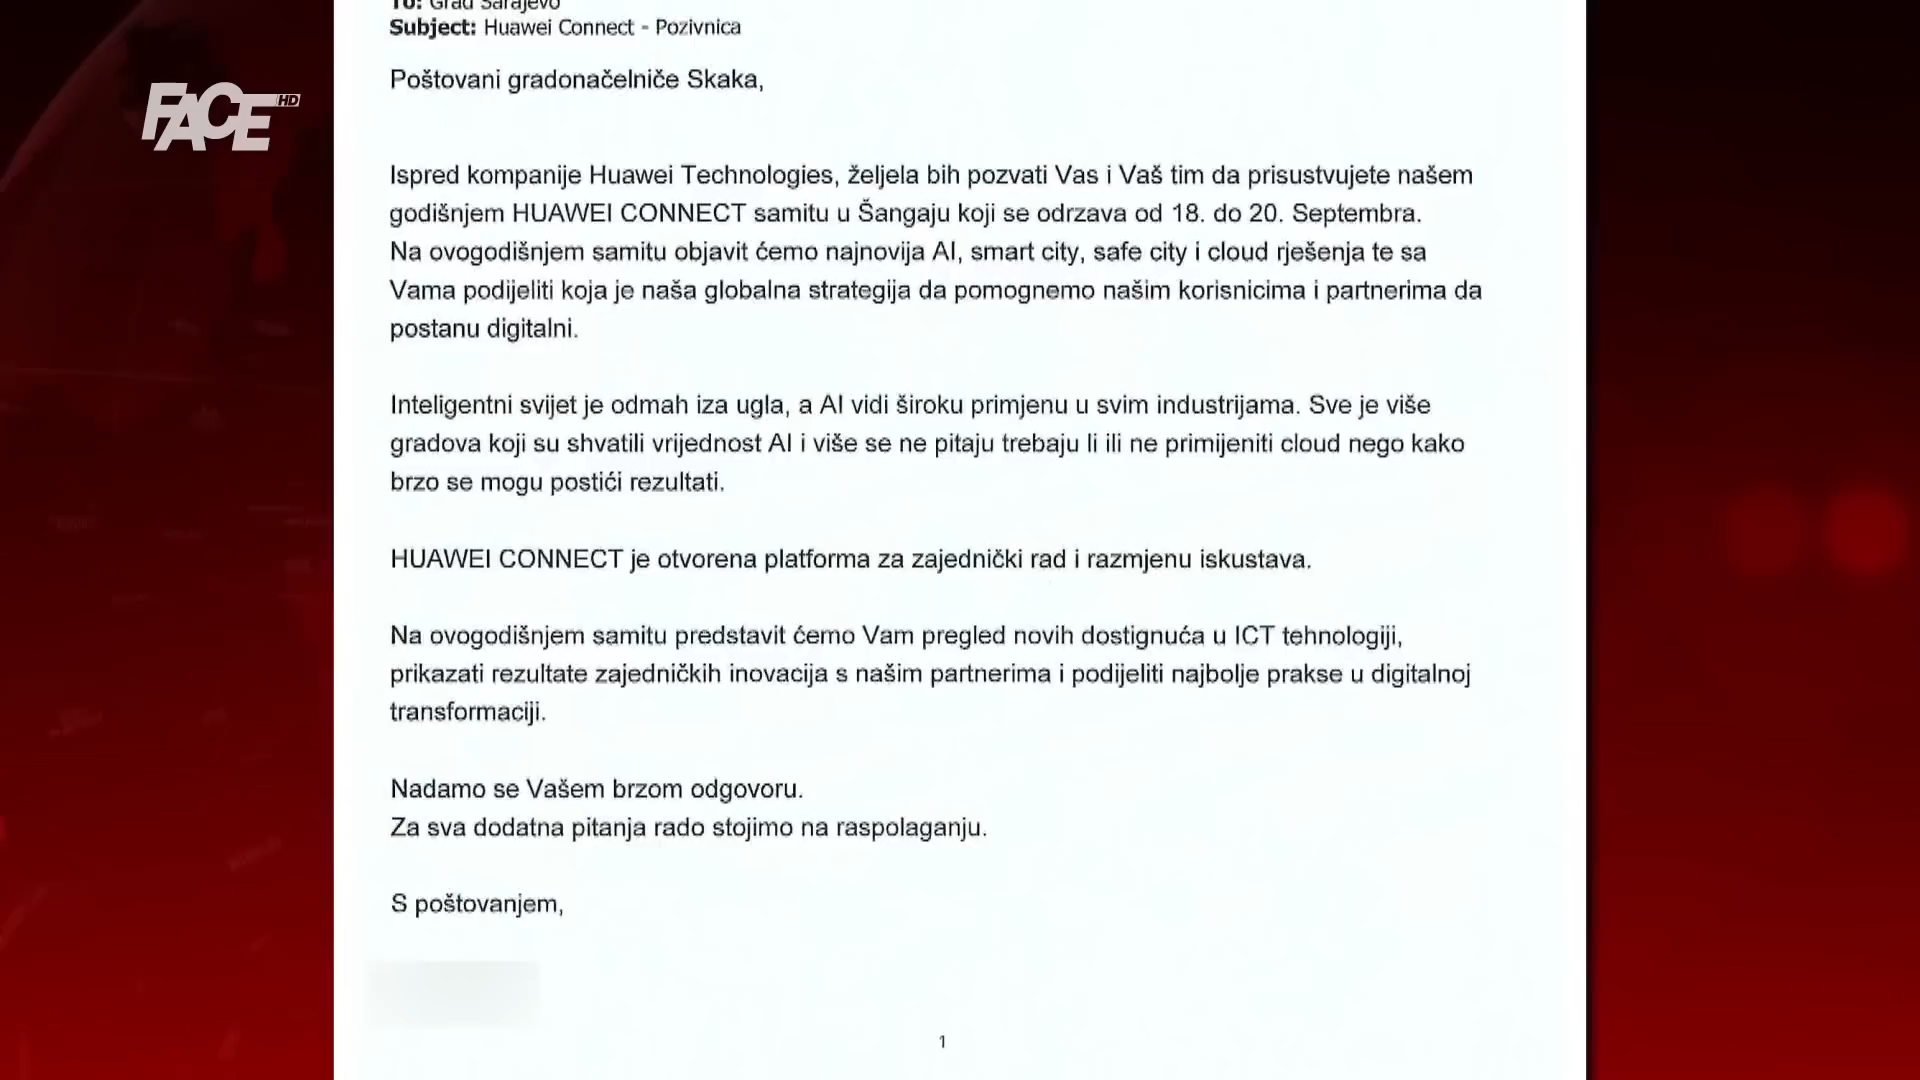 To: Grad Sarajevo
Subject: Huawei Connect - Pozivnica
FACE HD
Poštovani gradonačelniče Skaka,
Ispred kompanije Huawei Technologies, željela bih pozvati Vas i Vaš tim da prisustvujete našem
godišnjem HUAWEI CONNECT samitu u Šangaju koji se odrzava od 18. do 20. Septembra.
Na ovogodišnjem samitu objavit ćemo najnovija AI, smart city, safe city i cloud rješenja te sa
Vama podijeliti koja je naša globalna strategija da pomognemo našim korisnicima i partnerima da
postanu digitalni.
Inteligentni svijet je odmah iza ugla, a AI vidi široku primjenu u svim industrijama. Sve je više
gradova koji su shvatili vrijednost AI i više se ne pitaju trebaju li ili ne primijeniti cloud nego kako
brzo se mogu postići rezultati.
HUAWEI CONNECT je otvorena platforma za zajednički rad i razmjenu iskustava.
Na ovogodišnjem samitu predstavit ćemo Vam pregled novih dostignuća u ICT tehnologiji,
prikazati rezultate zajedničkih inovacija s našim partnerima i podijeliti najbolje prakse u digitalnoj
transformaciji.
Nadamo se Vašem brzom odgovoru.
Za sva dodatna pitanja rado stojimo na raspolaganju.
S poštovanjem,
1